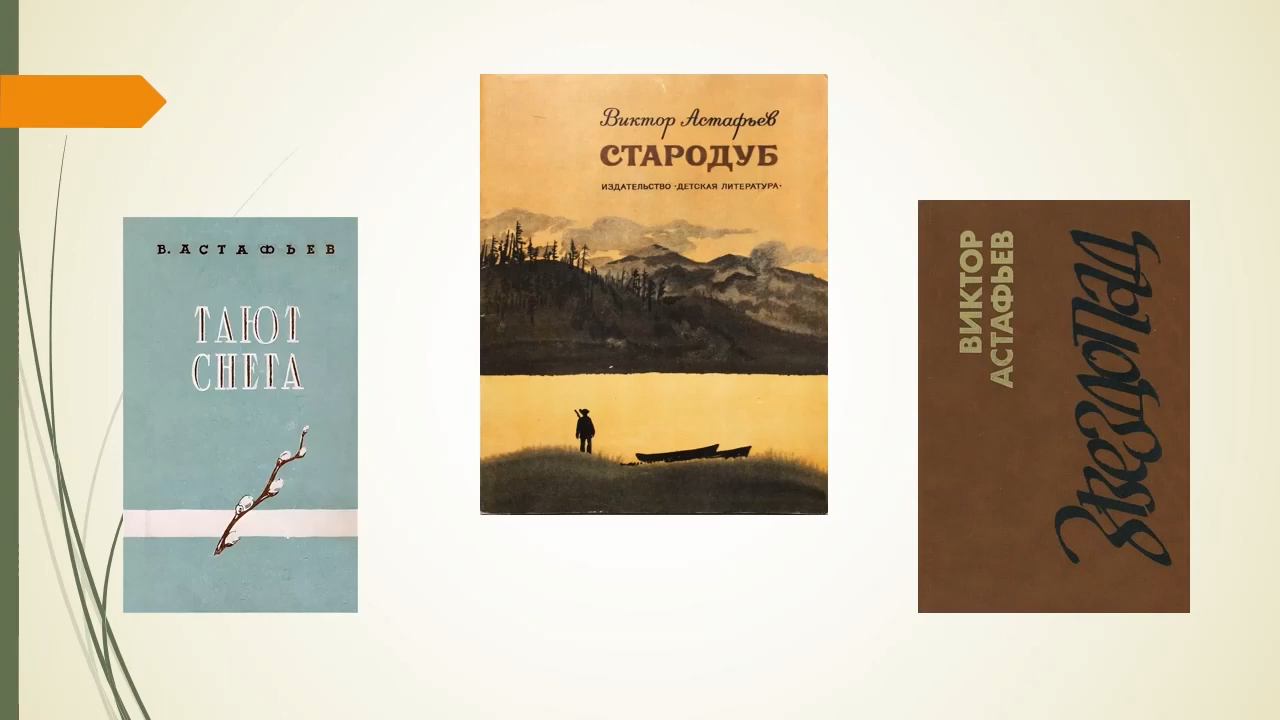 В. АСТАФЬЕВ
ТАЮТ
СНЕГА
Виктор Астафьев
СТАРОДУБ
ИЗДАТЕЛЬСТВО «ДЕТСКАЯ ЛИТЕРАТУРА»
ВИКТОР
АСТАФЬЕВ
Звездопад